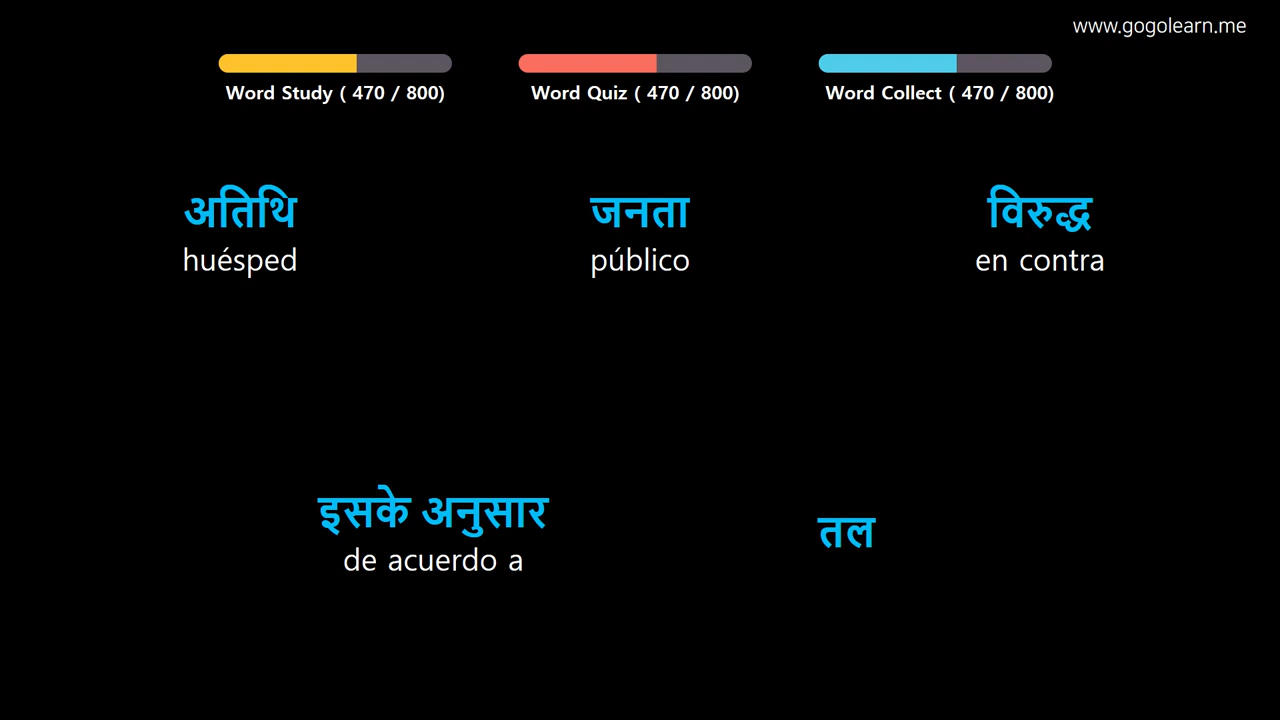 www.gogolearn.me
Word Study ( 470 / 800)
Word Quiz ( 470 / 800)
Word Collect ( 470 / 800)
अतिथि
huésped
जनता
público
विरुद्ध
en contra
इसके अनुसार
de acuerdo a
तल